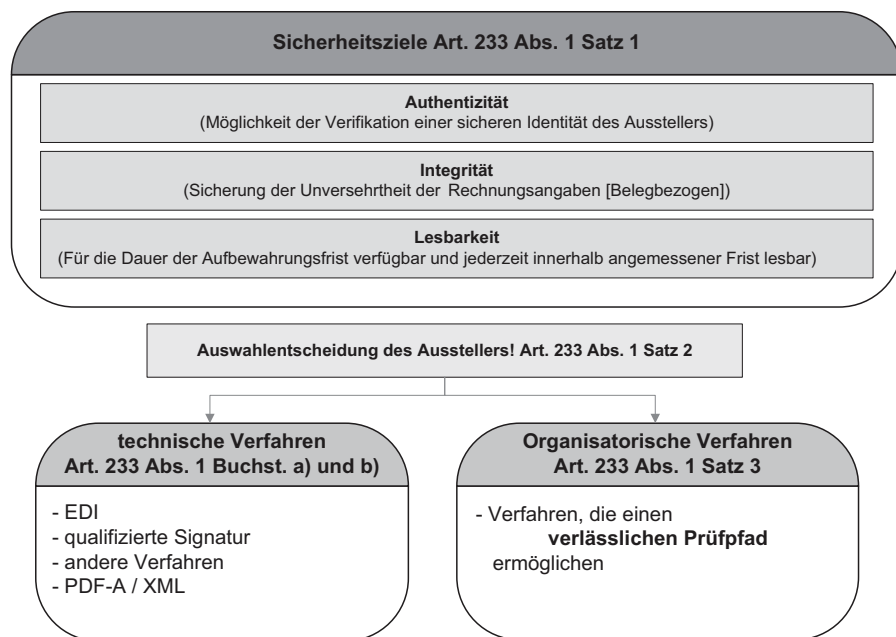 Sicherheitsziele Art. 233 Abs. 1 Satz 1
Authentizität
(Möglichkeit der Verifikation einer sicheren Identität des Ausstellers)
Integrität
(Sicherung der Unversehrtheit der Rechnungsangaben [Belegbezogen])
Lesbarkeit
(Für die Dauer der Aufbewahrungsfrist verfügbar und jederzeit innerhalb angemessener Frist lesbar)
Auswahlentscheidung des Ausstellers! Art. 233 Abs. 1 Satz 2
technische Verfahren
Art. 233 Abs. 1 Buchst. a) und b)
- EDI
- qualifizierte Signatur
- andere Verfahren
- PDF-A / XML
Organisatorische Verfahren
Art. 233 Abs. 1 Satz 3
- Verfahren, die einen
verlässlichen Prüfpfad
ermöglichen